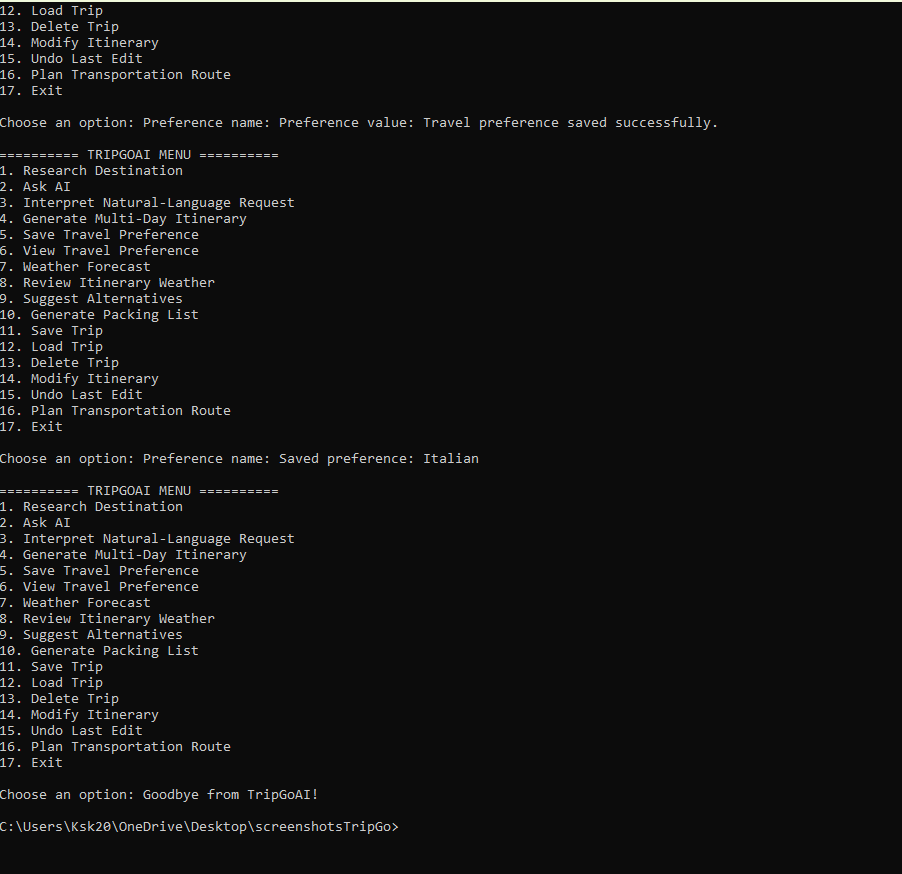 12. Load Trip
13. Delete Trip
14. Modify Itinerary
15. Undo Last Edit
16. Plan Transportation Route
17. Exit
Choose an option: Preference name: Preference value: Travel preference saved successfully.
========== TRIPGOAI MENU ==========
1. Research Destination
2. Ask AI
3. Interpret Natural-Language Request
4. Generate Multi-Day Itinerary
5. Save Travel Preference
6. View Travel Preference
7. Weather Forecast
8. Review Itinerary Weather
9. Suggest Alternatives
10. Generate Packing List
11. Save Trip
12. Load Trip
13. Delete Trip
14. Modify Itinerary
15. Undo Last Edit
16. Plan Transportation Route
17. Exit
Choose an option: Preference name: Saved preference: Italian
========== TRIPGOAI MENU ==========
1. Research Destination
2. Ask AI
3. Interpret Natural-Language Request
4. Generate Multi-Day Itinerary
5. Save Travel Preference
6. View Travel Preference
7. Weather Forecast
8. Review Itinerary Weather
9. Suggest Alternatives
10. Generate Packing List
11. Save Trip
12. Load Trip
13. Delete Trip
14. Modify Itinerary
15. Undo Last Edit
16. Plan Transportation Route
17. Exit
Choose an option: Goodbye from TripGoAI!
C:\Users\Ksk20\OneDrive\Desktop\screenshotsTripGo>